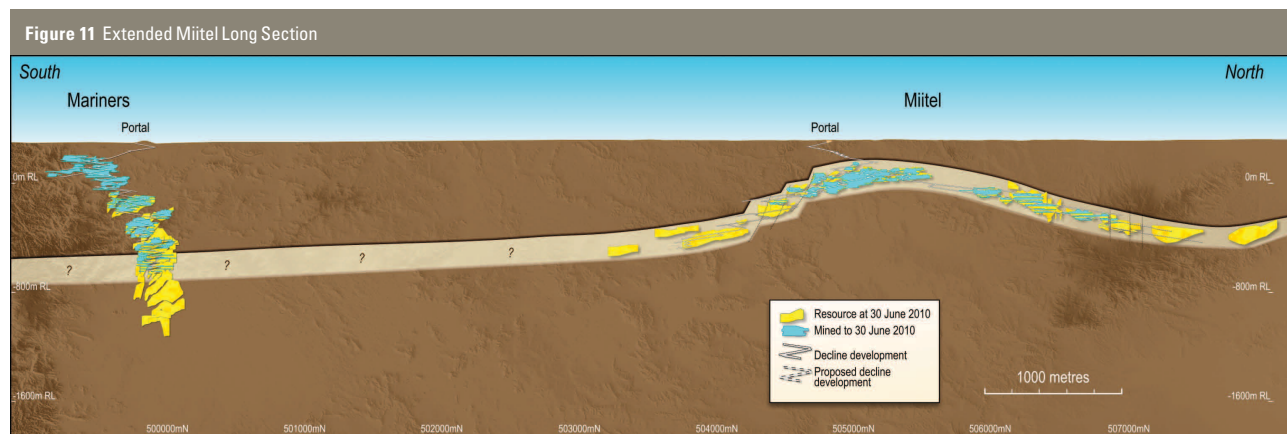 Figure 11 Extended Miitel Long Section
South
North
Mariners
Miitel
Portal
Portal
0m RL
0m RL
?
?
?
?
-800m RL
-800m RL
Resource at 30 June 2010
Mined to 30 June 2010
Decline development
Proposed decline
development
1000 metres
-1600m RL
-1600m RL
500000mN
501000mN
502000mN
503000mN
504000mN
505000mN
506000mN
507000mN